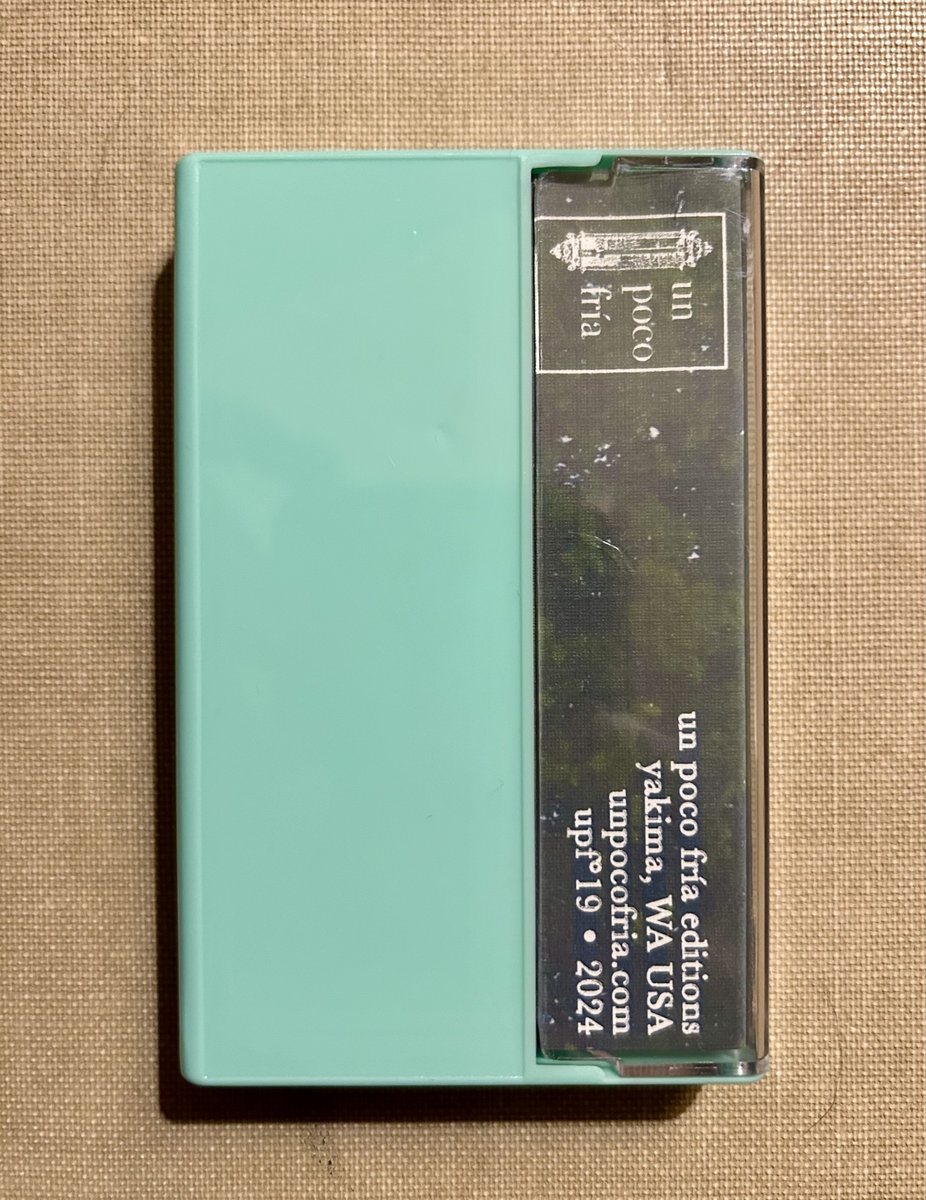 un
poco
fría
un poco fría editions
yakima, WA USA
unpocofria.com
upf°19 • 2024